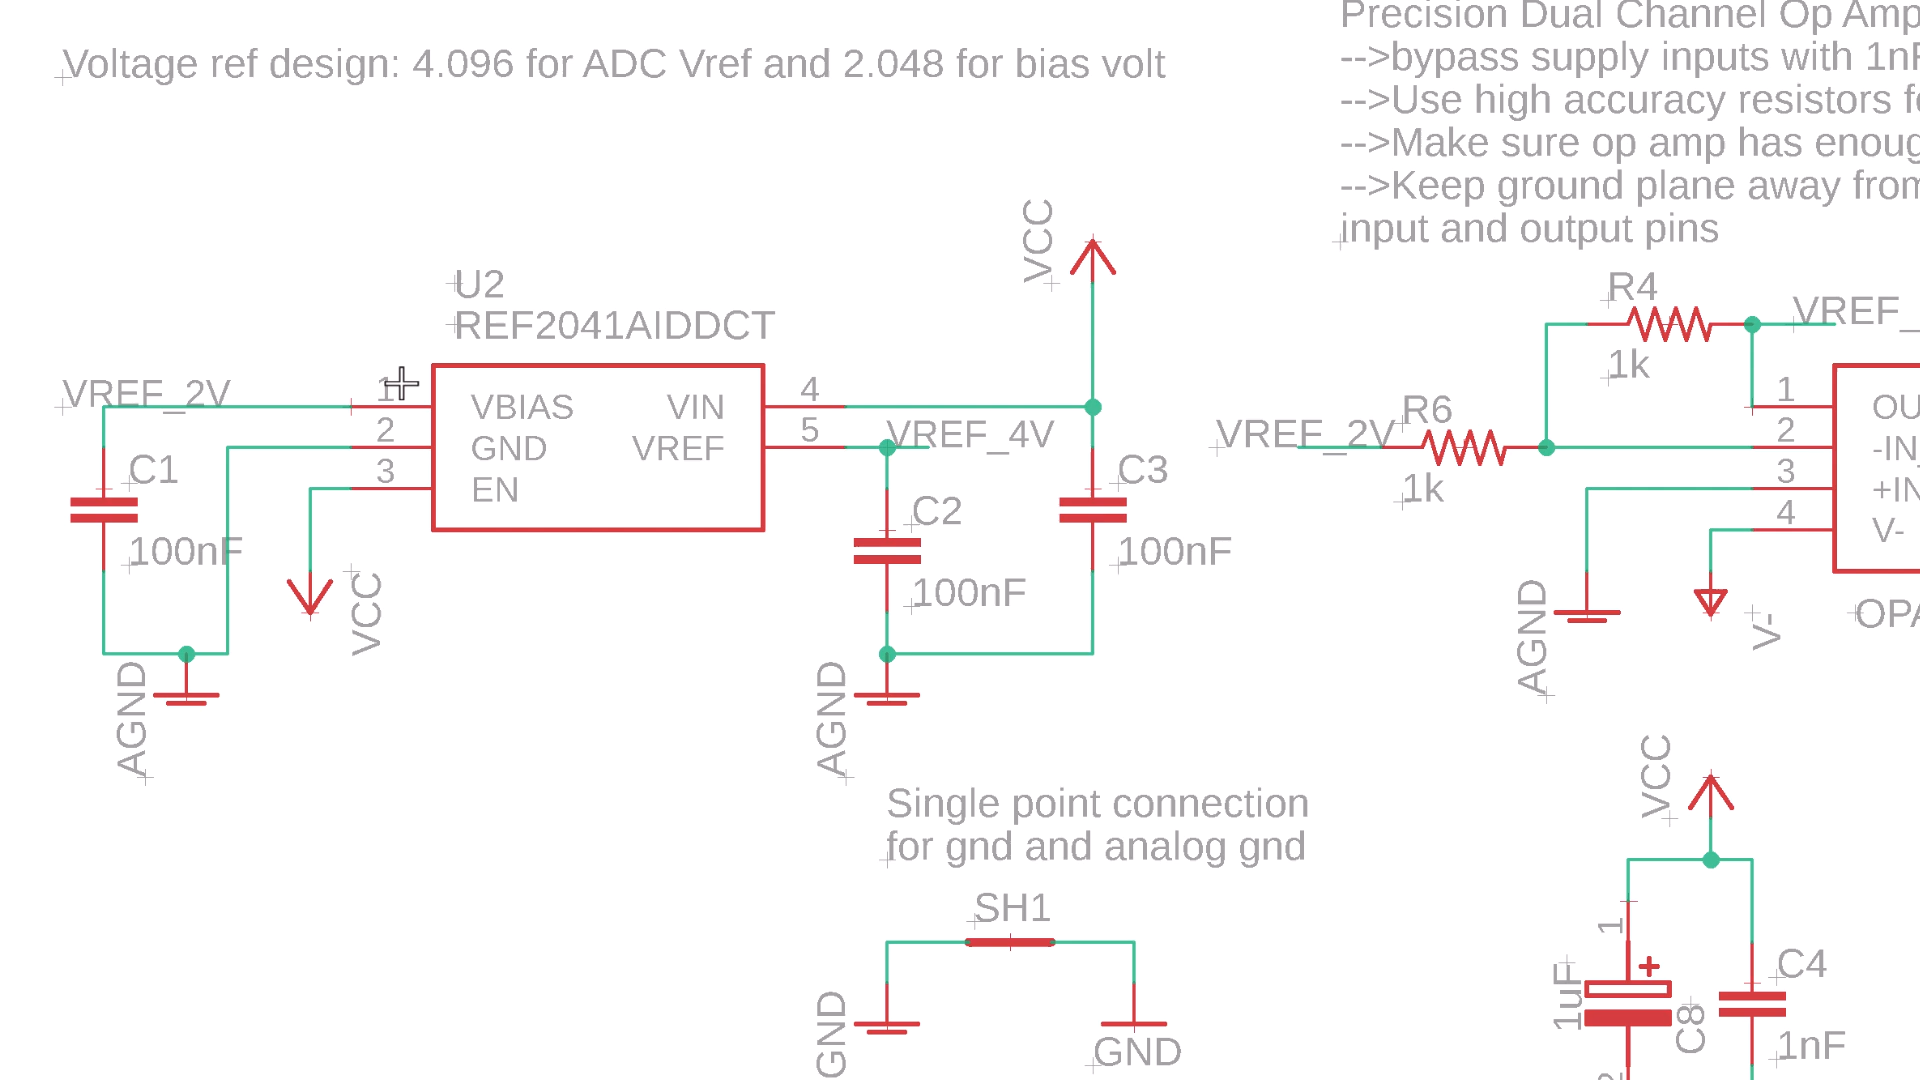 Voltage ref design: 4.096 for ADC Vref and 2.048 for bias volt
Precision Dual Channel Op Amp
-->bypass supply inputs with 1nF
-->Use high accuracy resistors
-->Make sure op amp has
-->Keep ground plane away from
input and output pins
VCC
U2
REF2041AIDDCT
VREF_2V
1
2
3
VBIAS
GND
EN
VIN
VREF
4
5
VREF_4V
C1
100nF
VCC
AGND
C2
100nF
C3
100nF
AGND
R4
1k
VREF_
VREF_2V
R6
1k
1
2
3
4
-IN_
+IN
V-
AGND
V-
Single point connection
for gnd and analog gnd
SH1
GND
GND
VCC
1
1uF
C8
C4
1nF